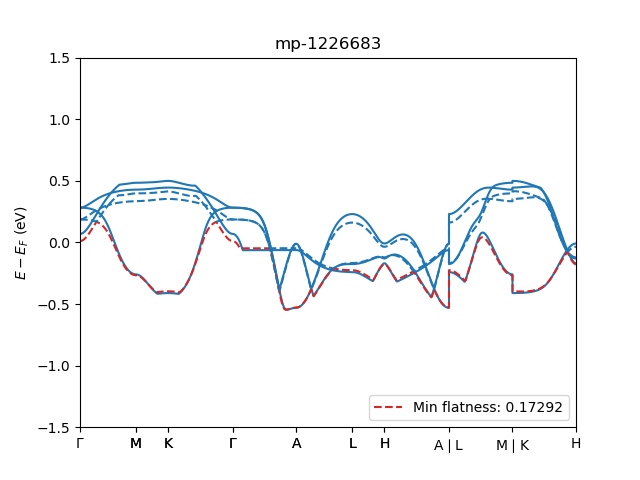 mp-1226683
E − E_F (eV)
1.5
1.0
0.5
0.0
−0.5
−1.0
−1.5
Min flatness: 0.17292
Γ M K Γ A L H A | L M | K H